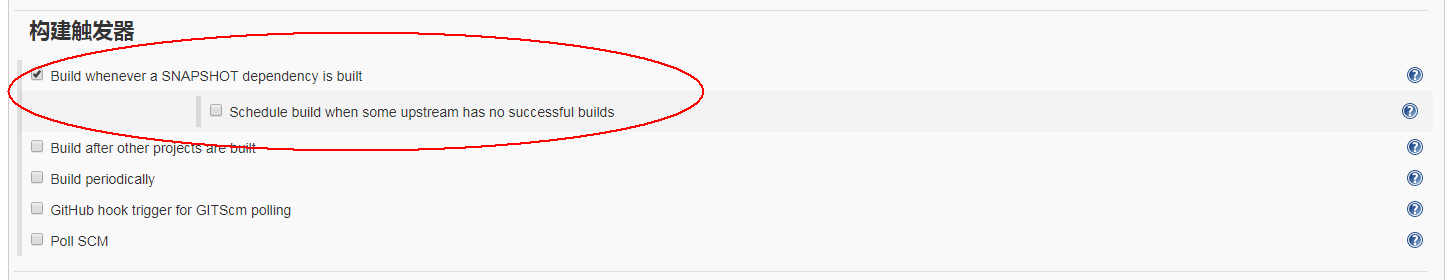 构建触发器
Build whenever a SNAPSHOT dependency is built
Schedule build when some upstream has no successful builds
Build after other projects are built
Build periodically
GitHub hook trigger for GITScm polling
Poll SCM